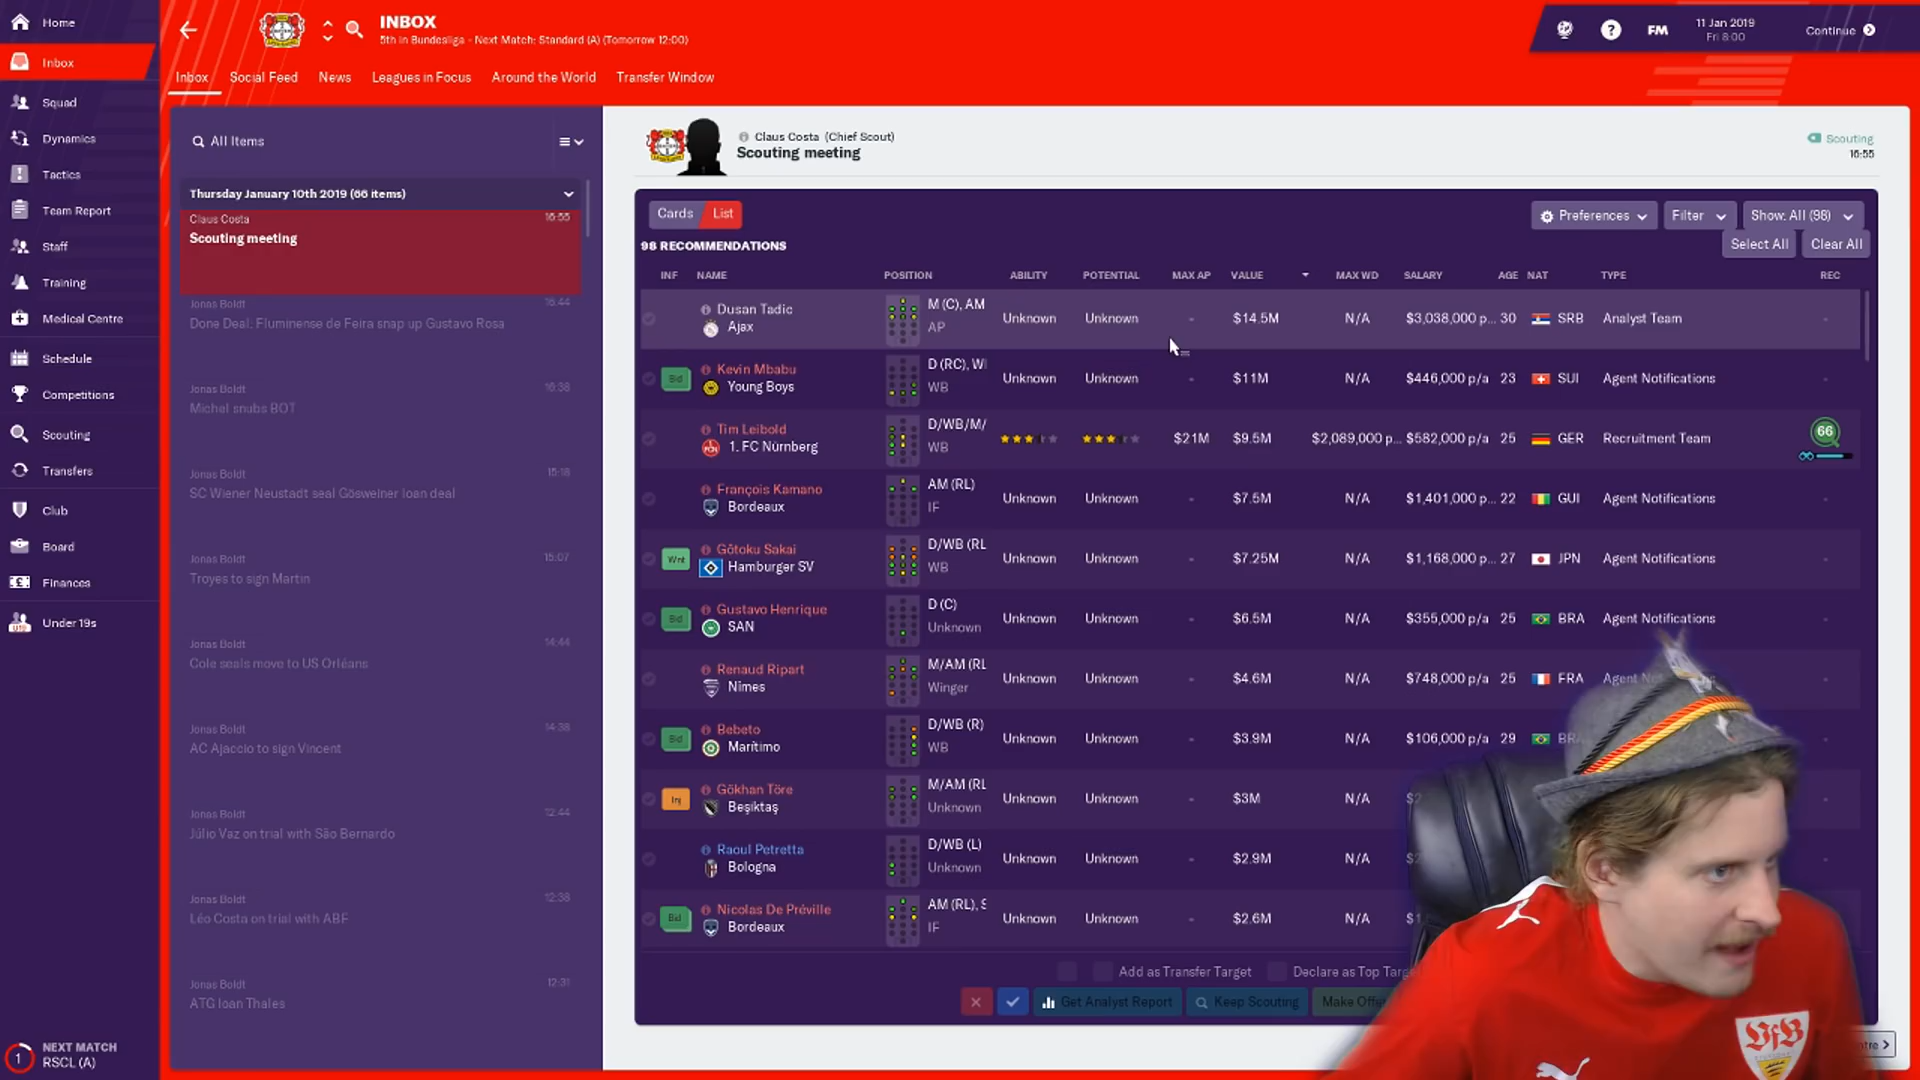 Home
Inbox
Squad
Dynamics
Tactics
Team Report
Staff
Training
Medical Centre
Schedule
Competitions
Scouting
Transfers
Club
Board
Finances
Under 19s
NEXT MATCH
1
RSCL (A)
INBOX
5th in Bundesliga - Next Match: Standard (A) (Tomorrow 12:00)
Inbox Social Feed News Leagues in Focus Around the World Transfer Window
FM
11 Jan 2019
Fri 8:00
Continue
All Items
Thursday January 10th 2019 (66 items)
Claus Costa 16:55
Scouting meeting
Jonas Boldt 16:44
Done Deal: Fluminense de Feira snap up Gustavo Rosa
Jonas Boldt 16:38
Michel snubs BOT
Jonas Boldt 15:18
SC Wiener Neustadt seal Gösweiner loan deal
Jonas Boldt 15:07
Troyes to sign Martin
Jonas Boldt 14:44
Cole seals move to US Orléans
Jonas Boldt 14:38
AC Ajaccio to sign Vincent
Jonas Boldt 12:44
Júlio Vaz on trial with São Bernardo
Jonas Boldt 12:38
Léo Costa on trial with ABF
Jonas Boldt 12:31
ATG loan Thales
Claus Costa (Chief Scout)
Scouting meeting
Scouting
16:55
Cards List
Preferences Filter Show: All (98)
98 RECOMMENDATIONS
Select All Clear All
INF NAME POSITION ABILITY POTENTIAL MAX AP VALUE MAX WD SALARY AGE NAT TYPE REC
Dusan Tadic M (C), AM
Ajax AP Unknown Unknown - $14.5M N/A $3,038,000 p... 30 SRB Analyst Team -
Bid Kevin Mbabu D (RC), W
Young Boys WB Unknown Unknown - $11M N/A $446,000 p/a 23 SUI Agent Notifications -
Tim Leibold D/WB/M/
1. FC Nürnberg WB $21M $9.5M $2,089,000 p... $582,000 p/a 25 GER Recruitment Team 66
François Kamano AM (RL)
Bordeaux IF Unknown Unknown - $7.5M N/A $1,401,000 p... 22 GUI Agent Notifications -
Wnt Gōtoku Sakai D/WB (RL
Hamburger SV WB Unknown Unknown - $7.25M N/A $1,168,000 p... 27 JPN Agent Notifications -
Bid Gustavo Henrique D (C)
SAN Unknown Unknown Unknown - $6.5M N/A $355,000 p/a 25 BRA Agent Notifications -
Renaud Ripart M/AM (RL
Nîmes Winger Unknown Unknown - $4.6M N/A $748,000 p/a 25 FRA Agent -
Bid Bebeto D/WB (R)
Marítimo WB Unknown Unknown - $3.9M N/A $106,000 p/a 29 -
Inj Gökhan Töre M/AM (RL
Beşiktaş Unknown Unknown Unknown - $3M N/A -
Raoul Petretta D/WB (L)
Bologna Unknown Unknown Unknown - $2.9M N/A -
Bid Nicolas De Préville AM (RL), S
Bordeaux IF Unknown Unknown - $2.6M N/A -
Add as Transfer Target Declare as Top
Get Analyst Report Keep Scouting Make
VfB